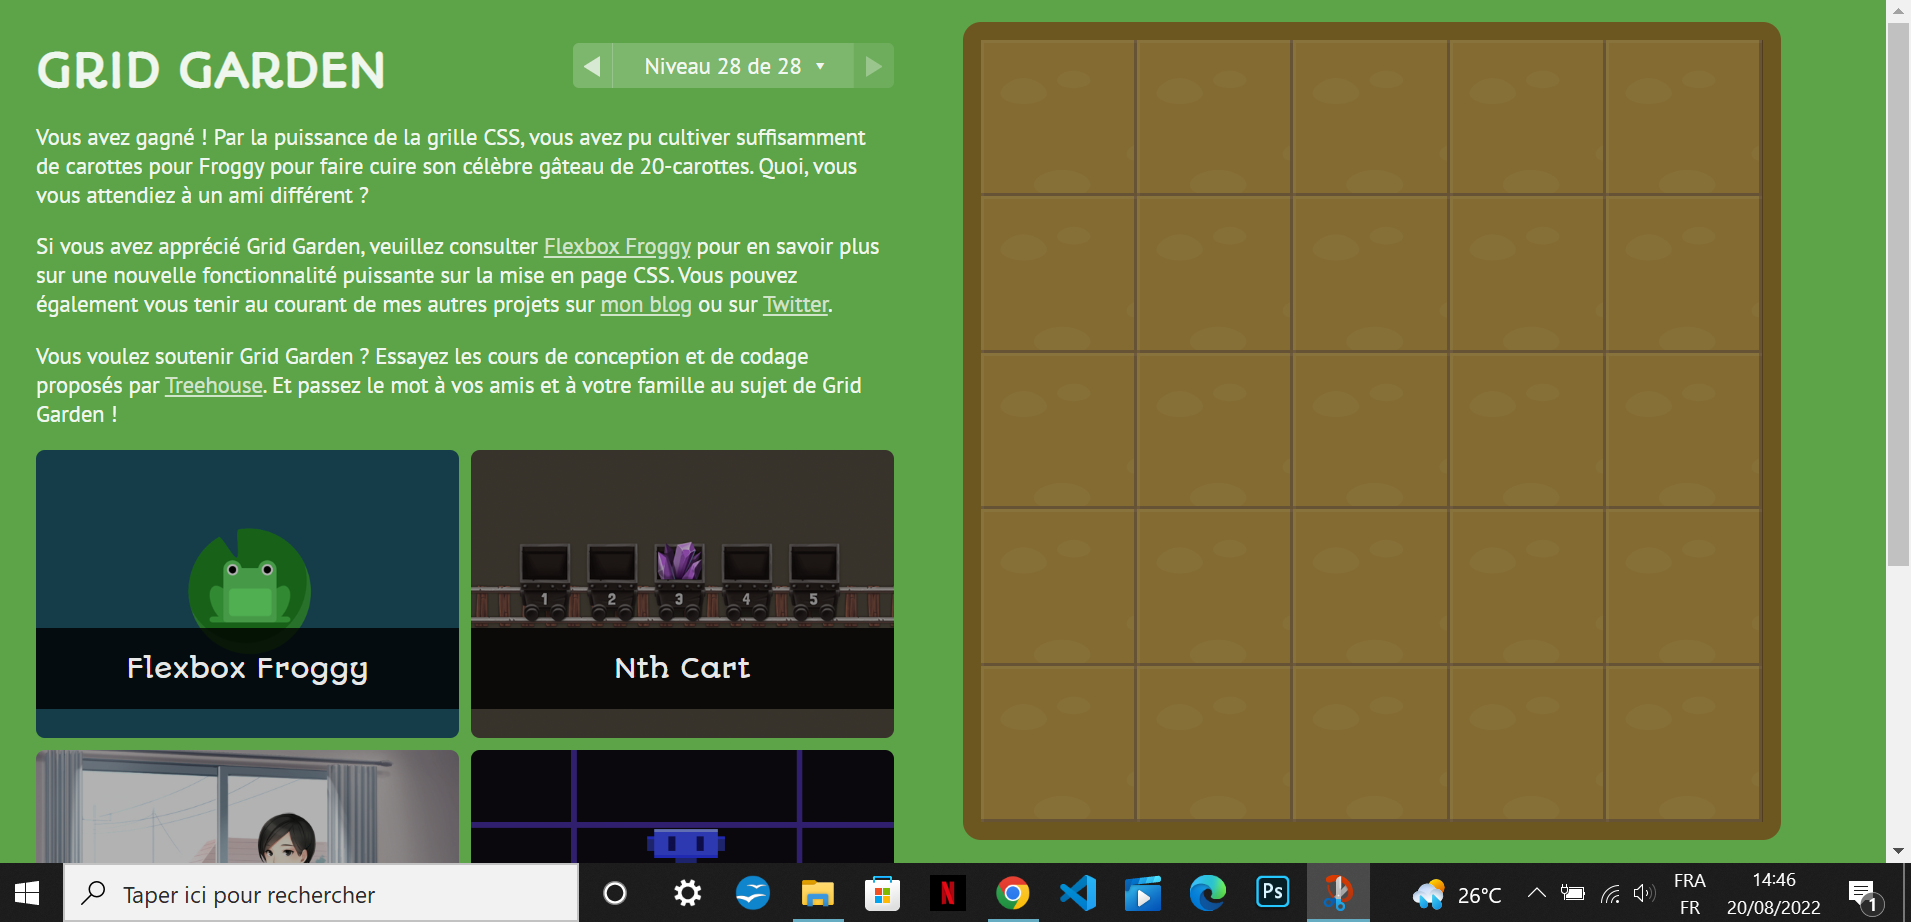 GRID GARDEN
Niveau 28 de 28
Vous avez gagné ! Par la puissance de la grille CSS, vous avez pu cultiver suffisamment
de carottes pour Froggy pour faire cuire son célèbre gâteau de 20-carottes. Quoi, vous
vous attendiez à un ami différent ?
Si vous avez apprécié Grid Garden, veuillez consulter Flexbox Froggy pour en savoir plus
sur une nouvelle fonctionnalité puissante sur la mise en page CSS. Vous pouvez
également vous tenir au courant de mes autres projets sur mon blog ou sur Twitter.
Vous voulez soutenir Grid Garden ? Essayez les cours de conception et de codage
proposés par Treehouse. Et passez le mot à vos amis et à votre famille au sujet de Grid
Garden !
1 2 3 4 5
Flexbox Froggy
Nth Cart
Taper ici pour rechercher
N
Ps
26°C
FRA
FR
14:46
20/08/2022
1